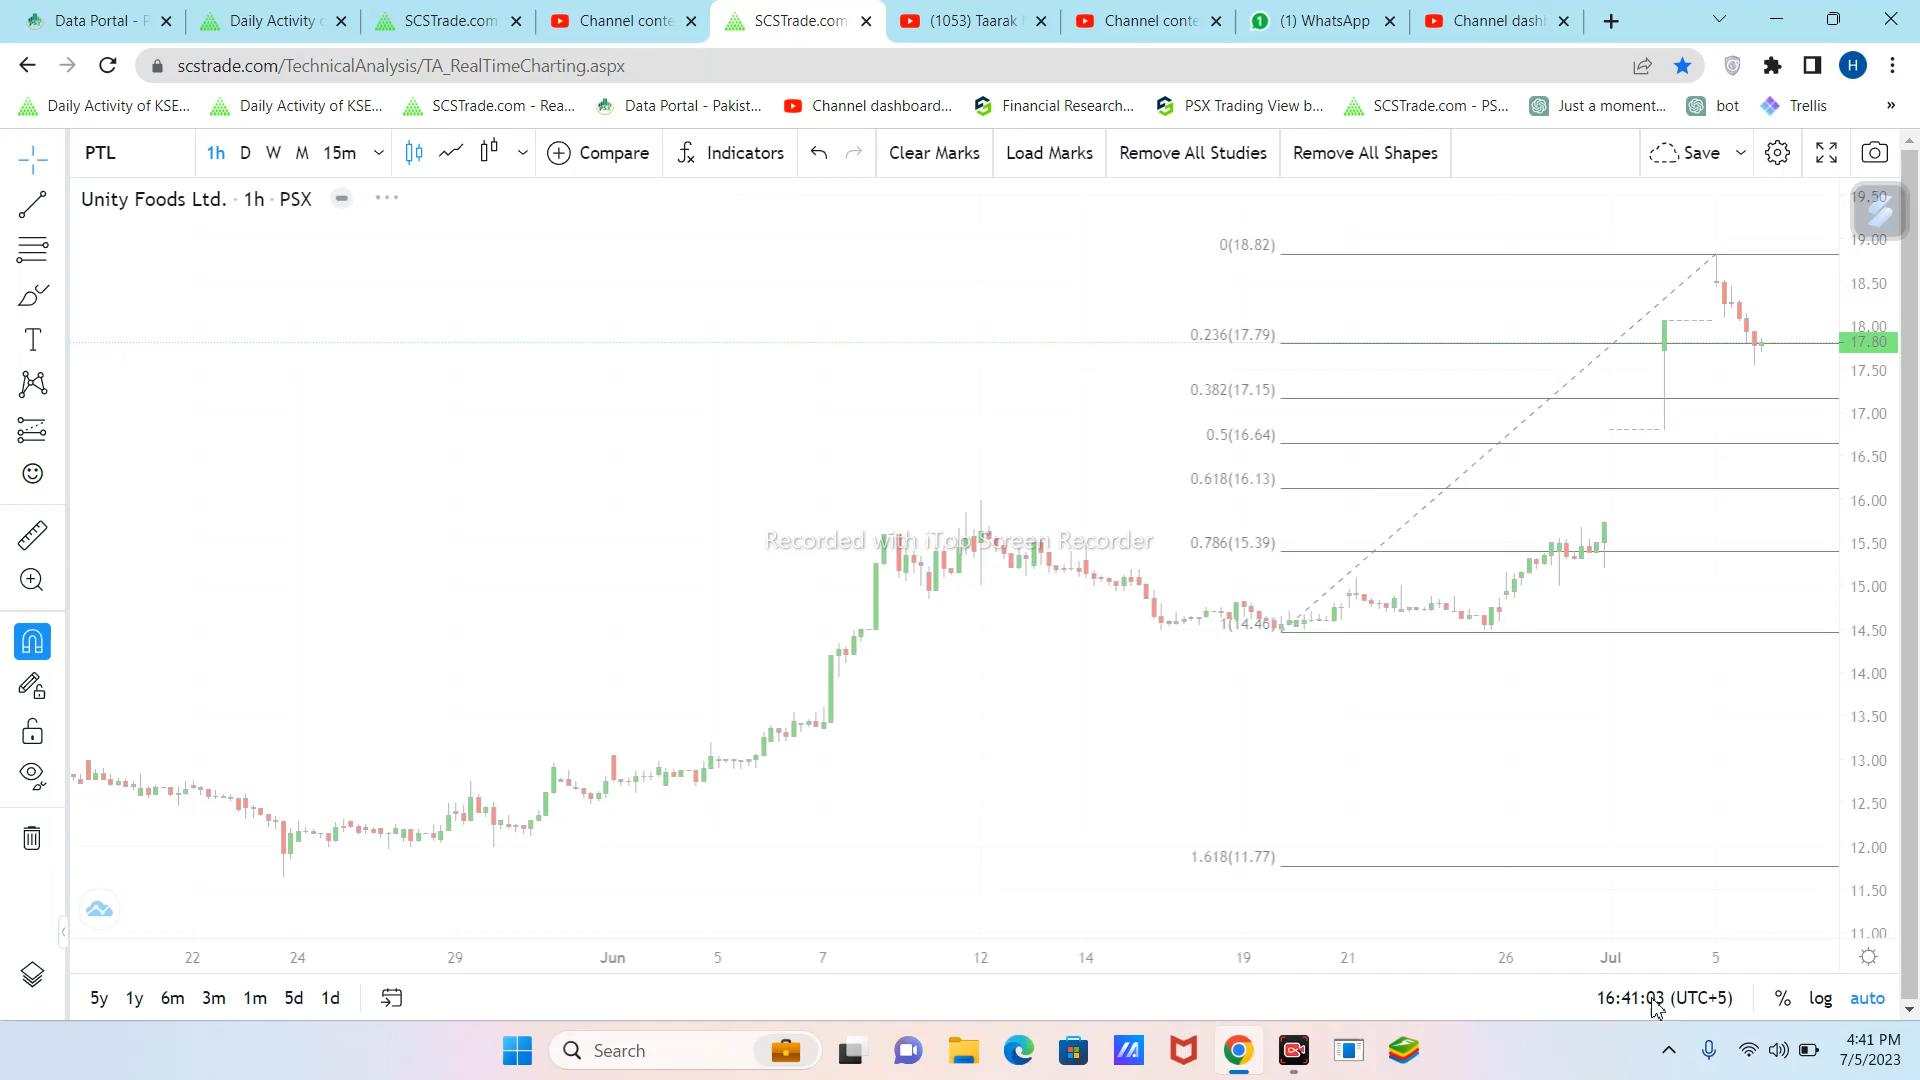 Data Portal - P
Daily Activity o
SCSTrade.com
Channel conte
SCSTrade.com
(1053) Taarak
Channel conte
(1) WhatsApp
Channel dash
scstrade.com/TechnicalAnalysis/TA_RealTimeCharting.aspx
H
Daily Activity of KSE...
Daily Activity of KSE...
SCSTrade.com - Rea...
Data Portal - Pakist...
Channel dashboard...
Financial Research...
PSX Trading View b...
SCSTrade.com - PS...
Just a moment...
bot
Trellis
»
PTL 1h D W M 15m Compare Indicators Clear Marks Load Marks Remove All Studies Remove All Shapes Save
Unity Foods Ltd. · 1h · PSX
19.50
0(18.82)
19.00
18.50
18.00
0.236(17.79)
17.80
17.50
0.382(17.15)
17.00
0.5(16.64)
16.50
0.618(16.13)
16.00
Recorded with iTop Screen Recorder
0.786(15.39)
15.50
15.00
1(14.46)
14.50
14.00
13.50
13.00
12.50
12.00
1.618(11.77)
11.50
11.00
22 24 29 Jun 5 7 12 14 19 21 26 Jul 5
5y 1y 6m 3m 1m 5d 1d
16:41:03 (UTC+5) % log auto
Search
4:41 PM
7/5/2023